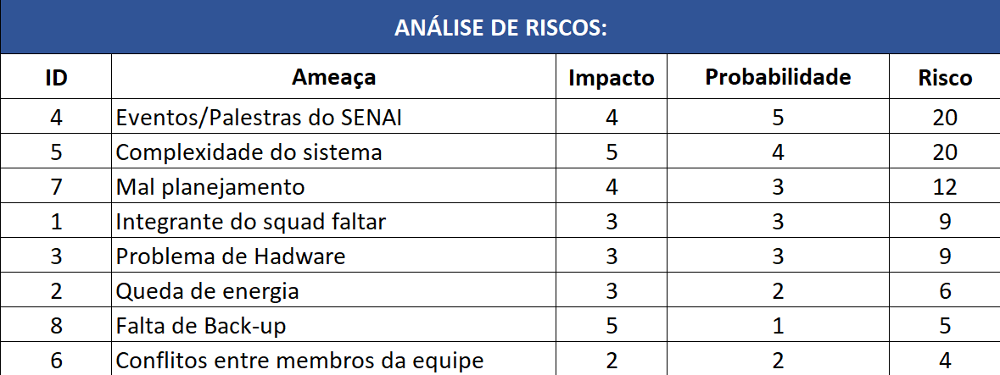 ANÁLISE DE RISCOS:
ID Ameaça Impacto Probabilidade Risco
4 Eventos/Palestras do SENAI 4 5 20
5 Complexidade do sistema 5 4 20
7 Mal planejamento 4 3 12
1 Integrante do squad faltar 3 3 9
3 Problema de Hadware 3 3 9
2 Queda de energia 3 2 6
8 Falta de Back-up 5 1 5
6 Conflitos entre membros da equipe 2 2 4